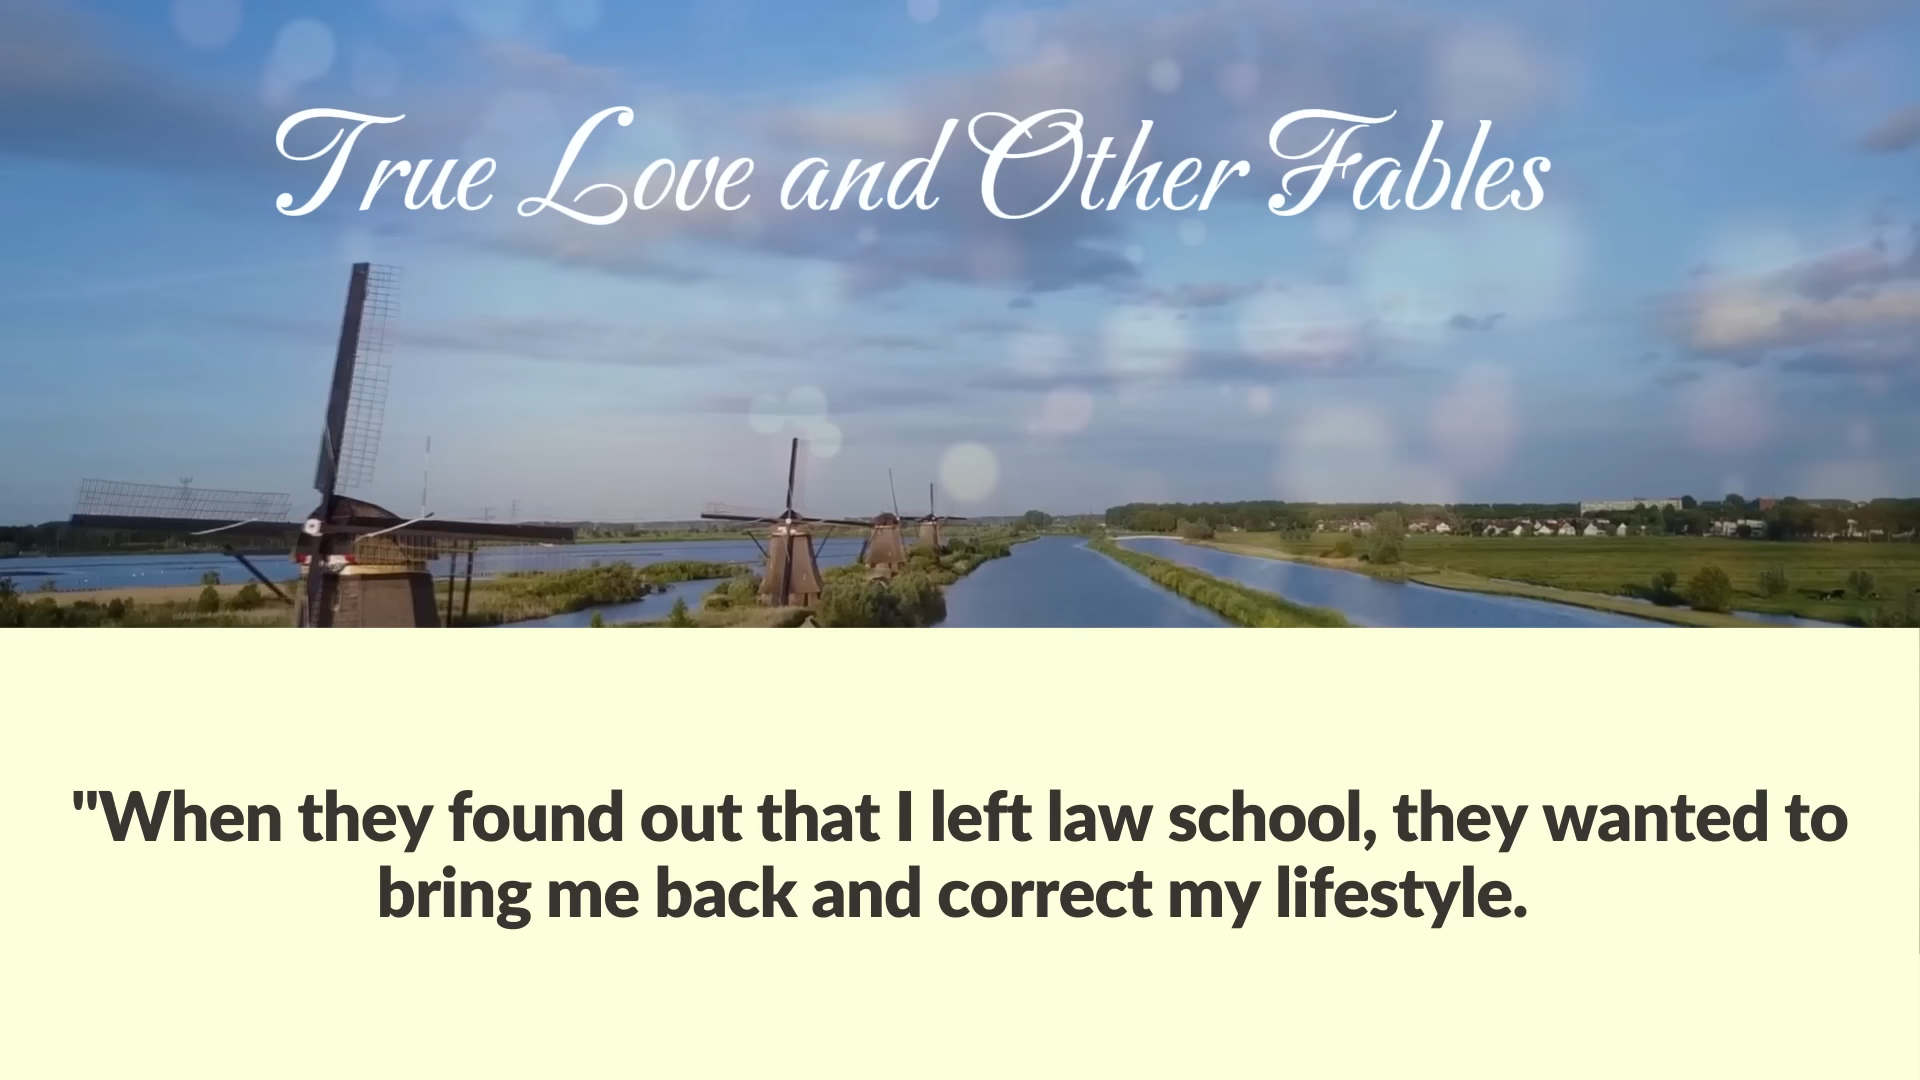 True Love and Other Fables
"When they found out that I left law school, they wanted to
bring me back and correct my lifestyle.